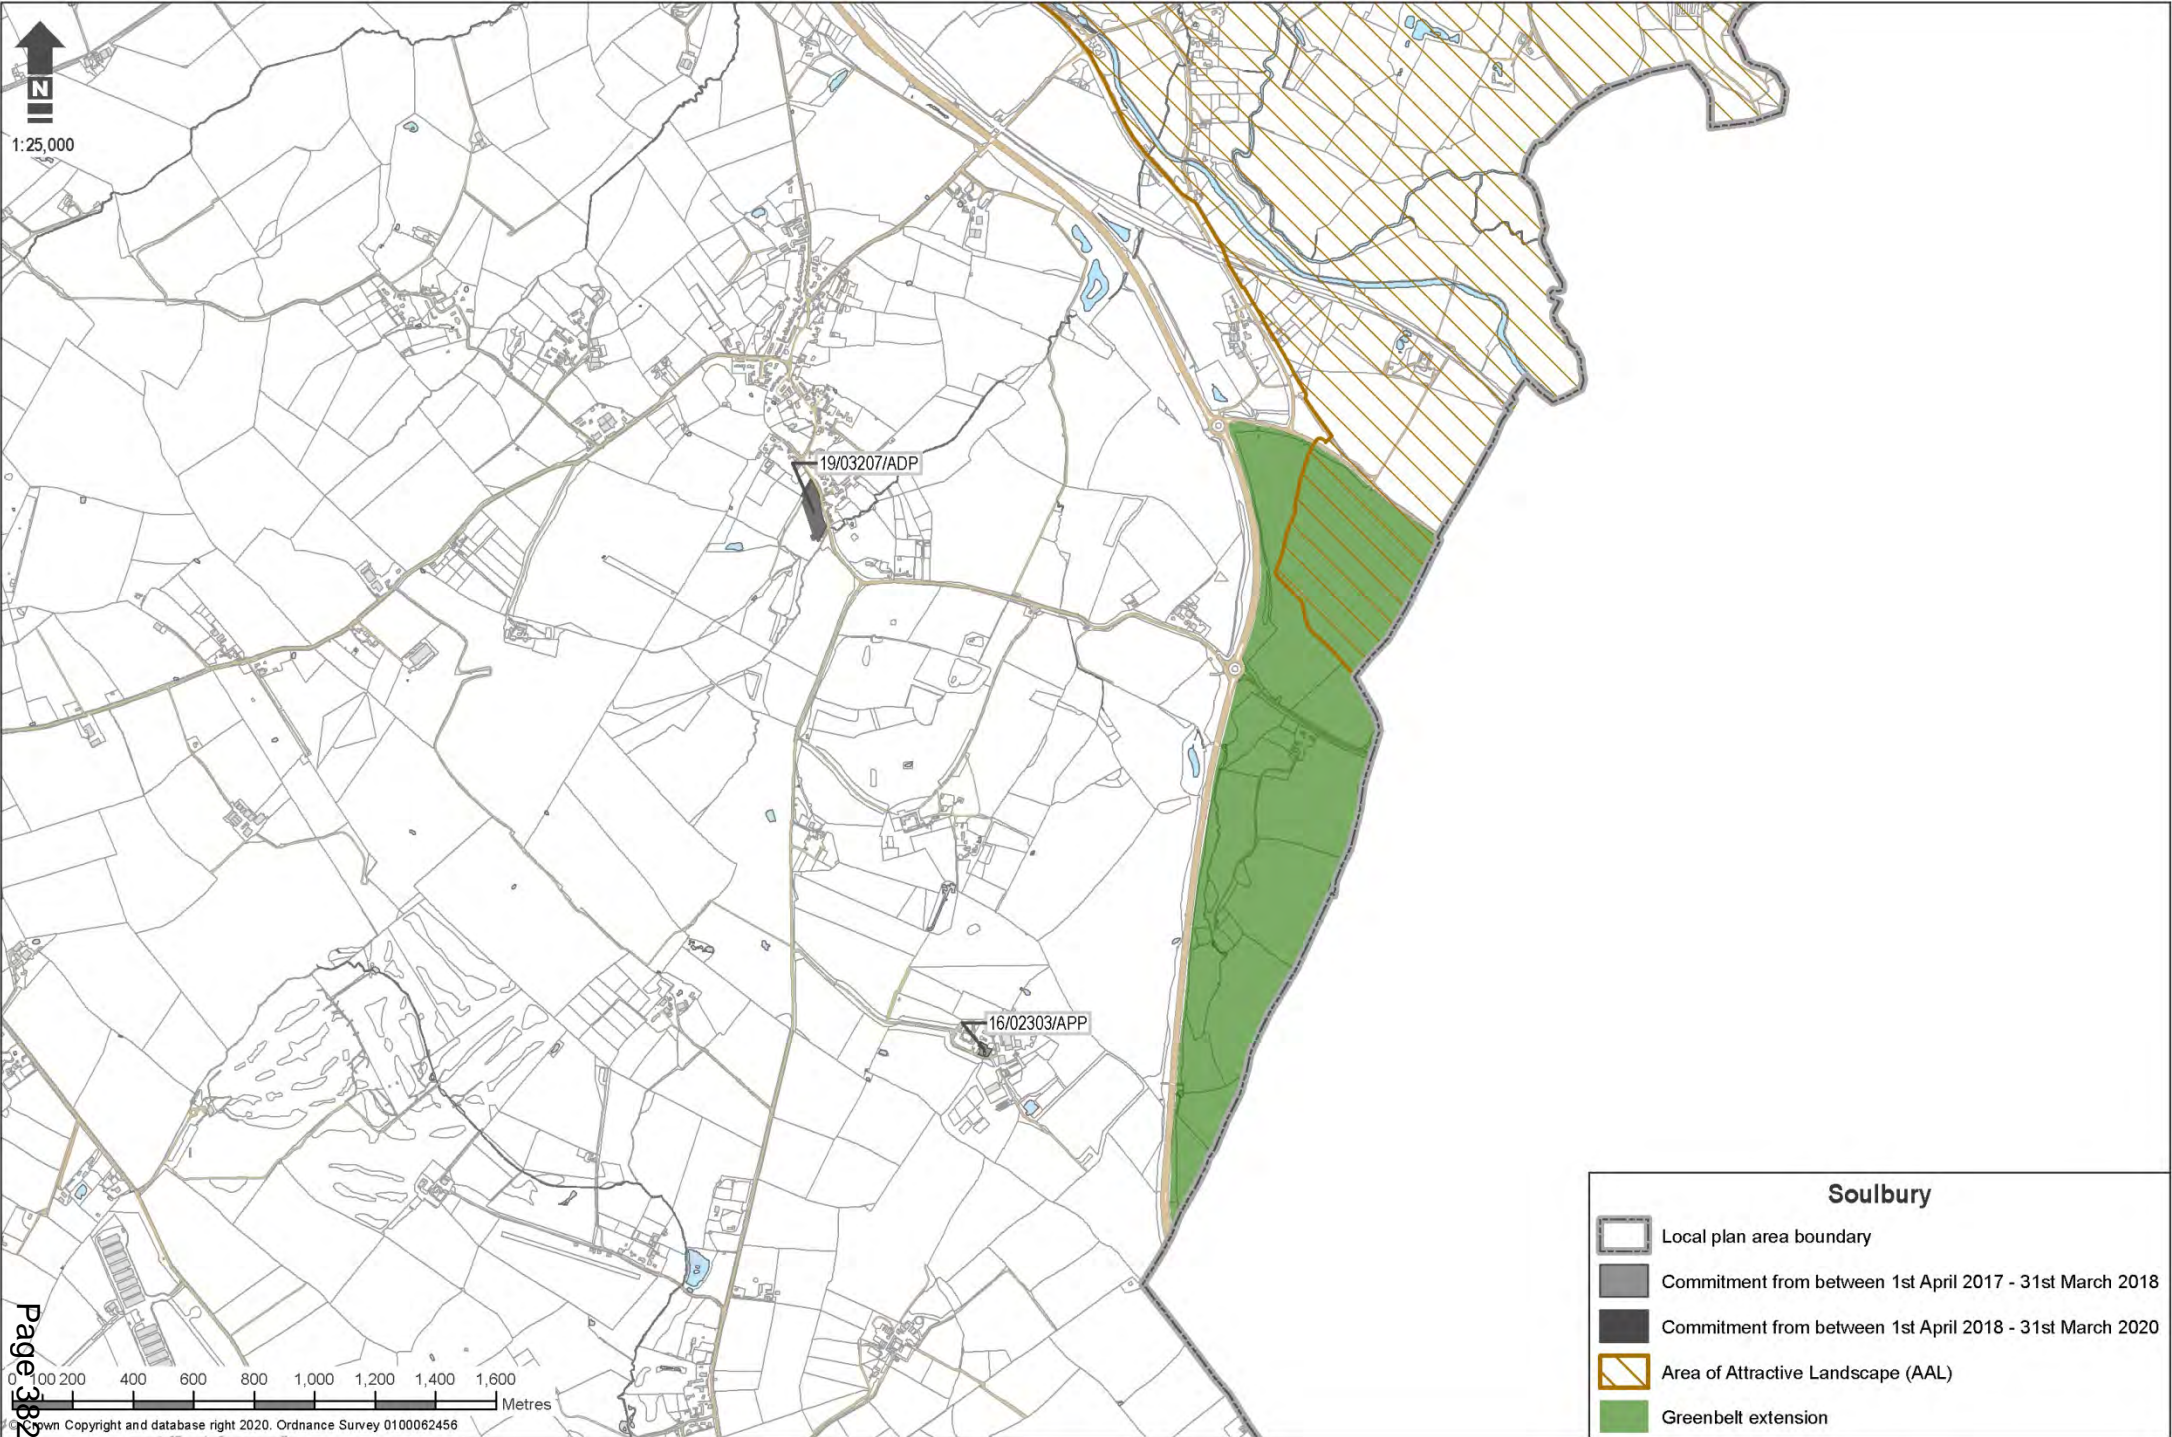 N
1:25,000
19/03207/ADP
16/02303/APP
Soulbury
Local plan area boundary
Commitment from between 1st April 2017 - 31st March 2018
Commitment from between 1st April 2018 - 31st March 2020
Area of Attractive Landscape (AAL)
Greenbelt extension
0 100 200 400 600 800 1,000 1,200 1,400 1,600
Metres
© Crown Copyright and database right 2020. Ordnance Survey 0100062456
Page 382